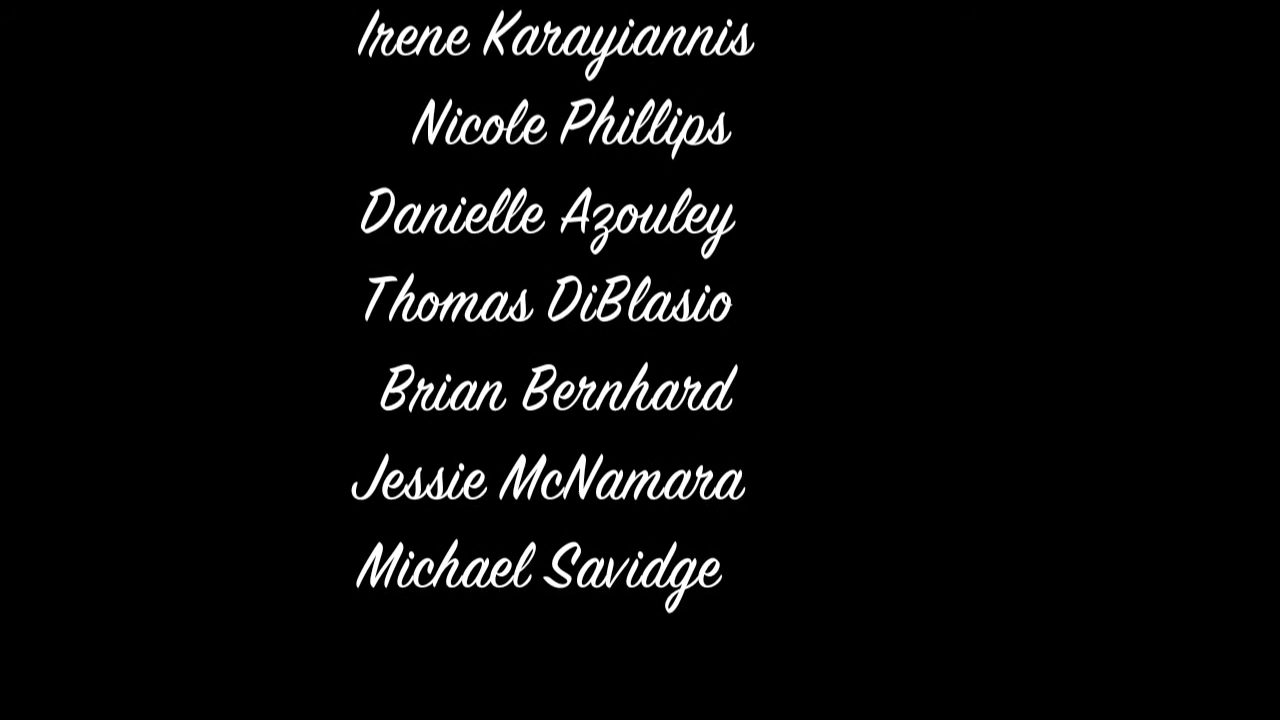 Irene Karayiannis
Nicole Phillips
Danielle Azouley
Thomas DiBlasio
Brian Bernhard
Jessie McNamara
Michael Savidge